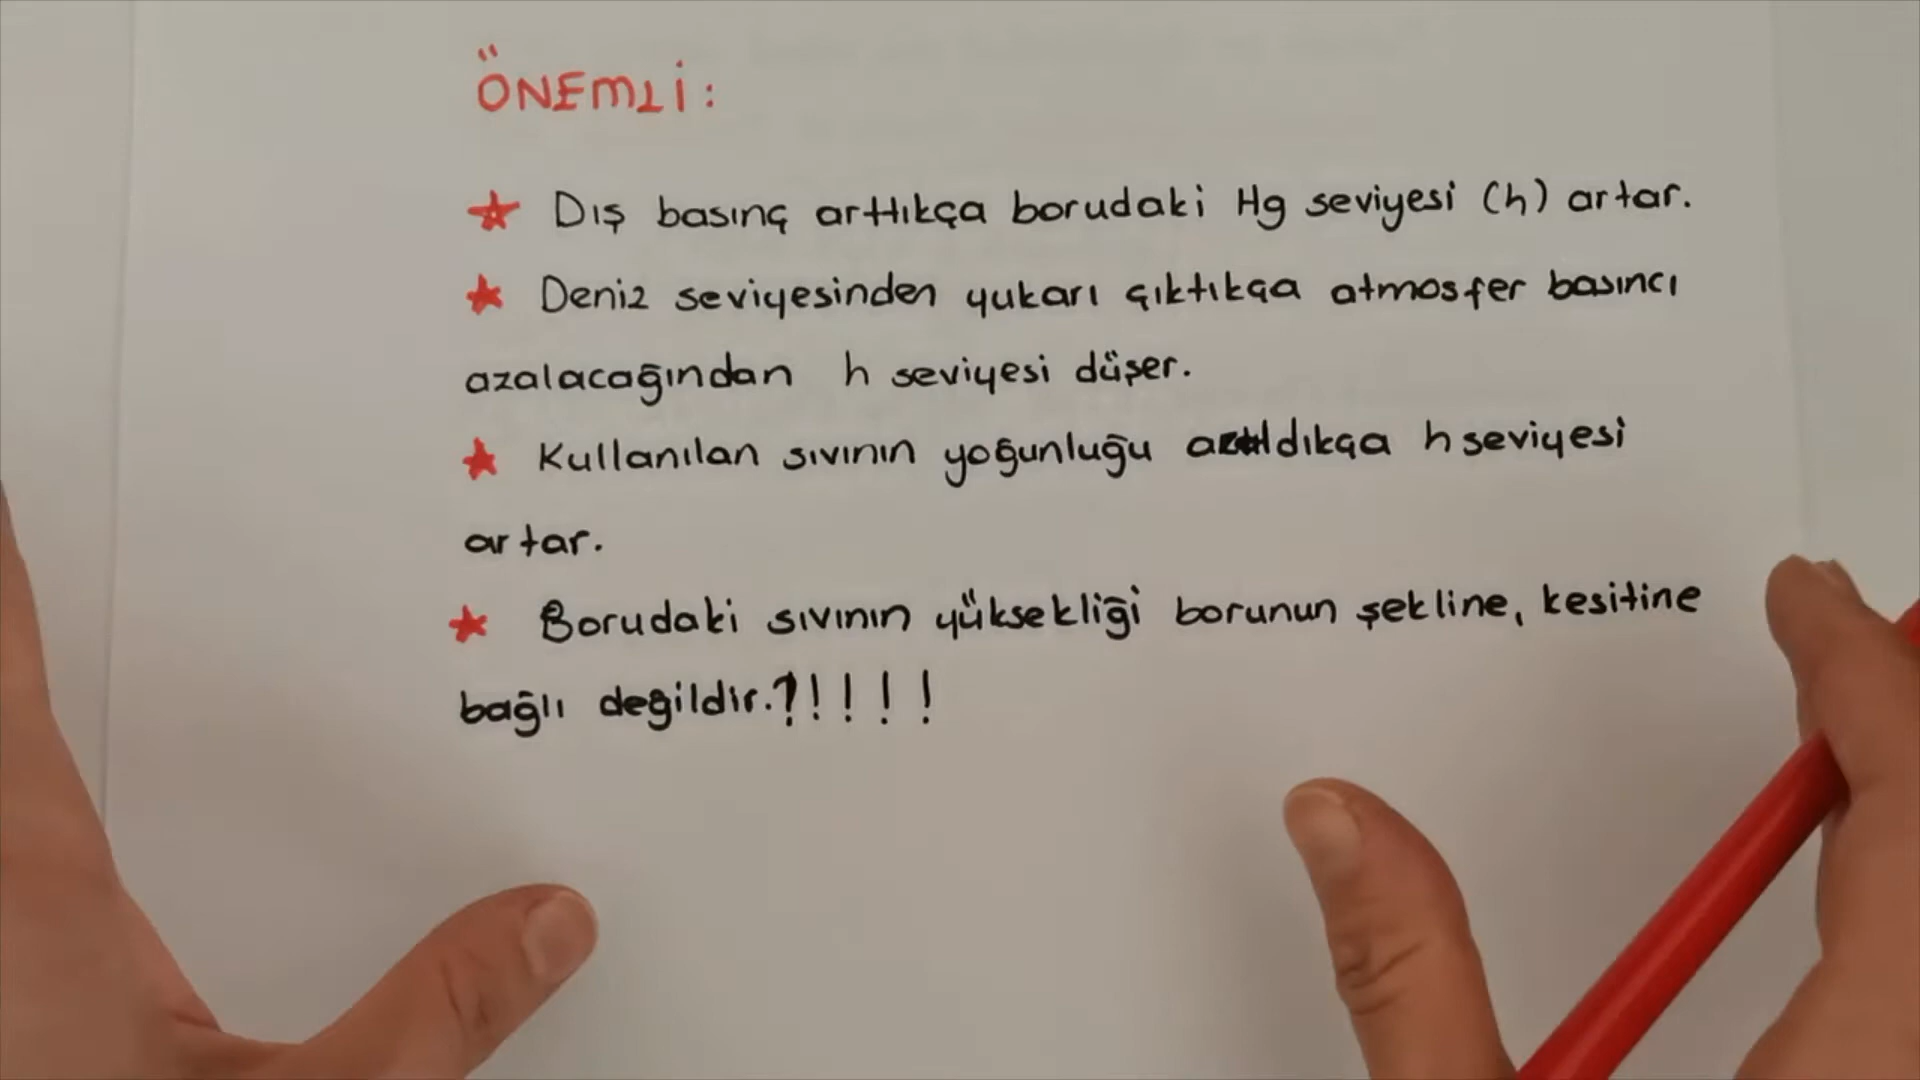 ÖNEMLİ:
Dış basınç arttıkça borudaki Hg seviyesi (h) artar.
Deniz seviyesinden yukarı çıktıkça atmosfer basıncı
azalacağından h seviyesi düşer.
Kullanılan sıvının yoğunluğu azaldıkça h seviyesi
artar.
Borudaki sıvının yüksekliği borunun şekline, kesitine
bağlı değildir.?!!!!